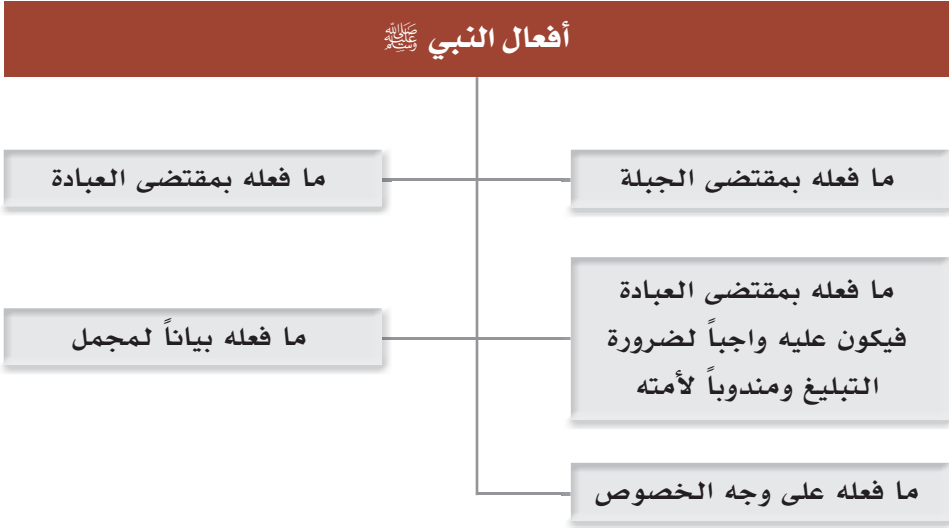 أفعال النبي ﷺ
ما فعله بمقتضى الجبلة
ما فعله بمقتضى العبادة
ما فعله بمقتضى العبادة
فيكون عليه واجباً لضرورة
التبليغ ومندوباً لأمته
ما فعله بياناً لمجمل
ما فعله على وجه الخصوص